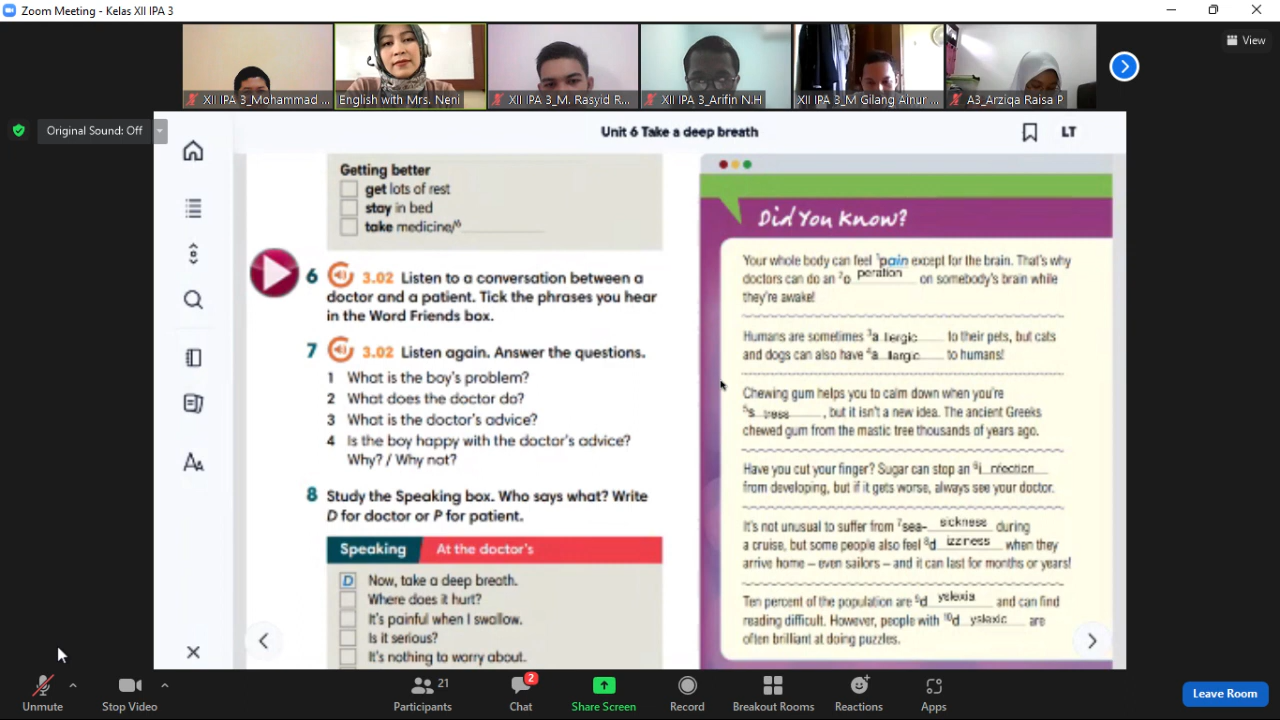 Zoom Meeting - Kelas XII IPA 3
View
XII IPA 3_Mohammad ...
English with Mrs. Neni
XII IPA 3_M. Rasyid R...
XII IPA 3_Arifin N.H
XII IPA 3_M Gilang Ainur ...
A3_Arziqa Raisa P
Original Sound: Off
Unit 6 Take a deep breath
LT
Getting better
get lots of rest
stay in bed
take medicine/16
6 3.02 Listen to a conversation between a
doctor and a patient. Tick the phrases you hear
in the Word Friends box.
7 3.02 Listen again. Answer the questions.
1 What is the boy's problem?
2 What does the doctor do?
3 What is the doctor's advice?
4 Is the boy happy with the doctor's advice?
Why? / Why not?
8 Study the Speaking box. Who says what? Write
D for doctor or P for patient.
Speaking At the doctor's
D Now, take a deep breath.
Where does it hurt?
It's painful when I swallow.
Is it serious?
It's nothing to worry about.
Did You Know?
Your whole body can feel 1pain except for the brain. That's why
doctors can do an 2o peration on somebody's brain while
they're awake!
Humans are sometimes 3a llergic to their pets, but cats
and dogs can also have 4a llergic to humans!
Chewing gum helps you to calm down when you're
5s tress, but it isn't a new idea. The ancient Greeks
chewed gum from the mastic tree thousands of years ago.
Have you cut your finger? Sugar can stop an 6i nfection
from developing, but if it gets worse, always see your doctor.
It's not unusual to suffer from 7sea- sickness during
a cruise, but some people also feel 8d izziness when they
arrive home – even sailors – and it can last for months or years!
Ten percent of the population are 9d yslexia and can find
reading difficult. However, people with 10d yslexic are
often brilliant at doing puzzles.
Unmute
Stop Video
21
Participants
2
Chat
Share Screen
Record
Breakout Rooms
Reactions
Apps
Leave Room